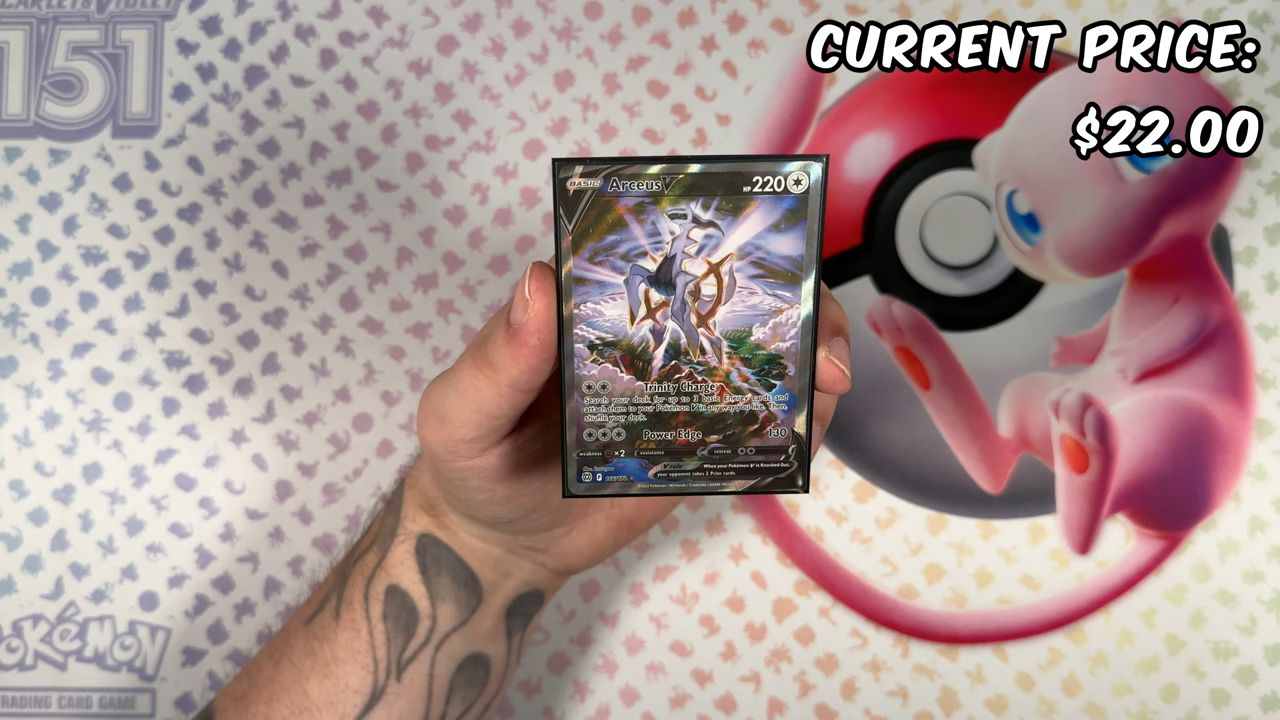 SCARLET & VIOLET
151
CURRENT PRICE:
$22.00
BASIC Arceus V HP 220
Trinity Charge
Search your deck for up to 3 basic Energy cards and
attach them to your Pokémon V in any way you like. Then,
shuffle your deck.
Power Edge 130
weakness ×2 resistance retreat
V rule When your Pokémon V is Knocked Out,
your opponent takes 2 Prize cards.
POKéMON
TRADING CARD GAME